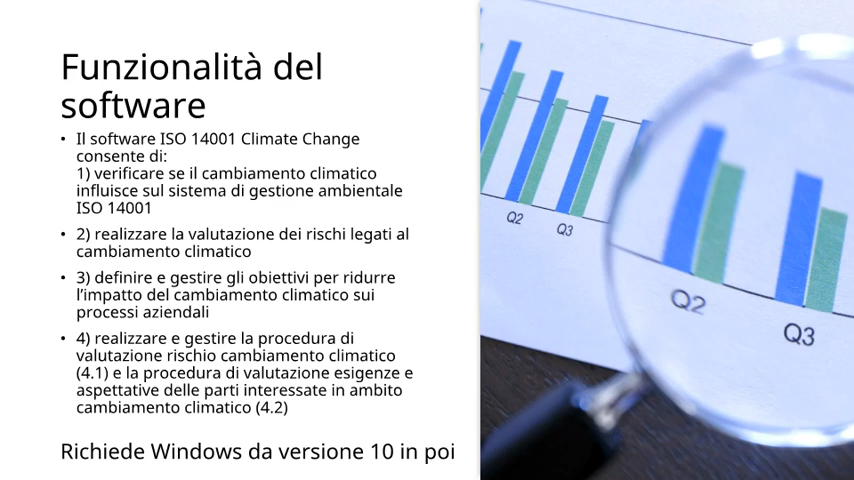 Funzionalità del
software
• Il software ISO 14001 Climate Change
consente di:
1) verificare se il cambiamento climatico
influisce sul sistema di gestione ambientale
ISO 14001
• 2) realizzare la valutazione dei rischi legati al
cambiamento climatico
• 3) definire e gestire gli obiettivi per ridurre
l’impatto del cambiamento climatico sui
processi aziendali
• 4) realizzare e gestire la procedura di
valutazione rischio cambiamento climatico
(4.1) e la procedura di valutazione esigenze e
aspettative delle parti interessate in ambito
cambiamento climatico (4.2)
Richiede Windows da versione 10 in poi
Q2
Q3
Q2
Q3